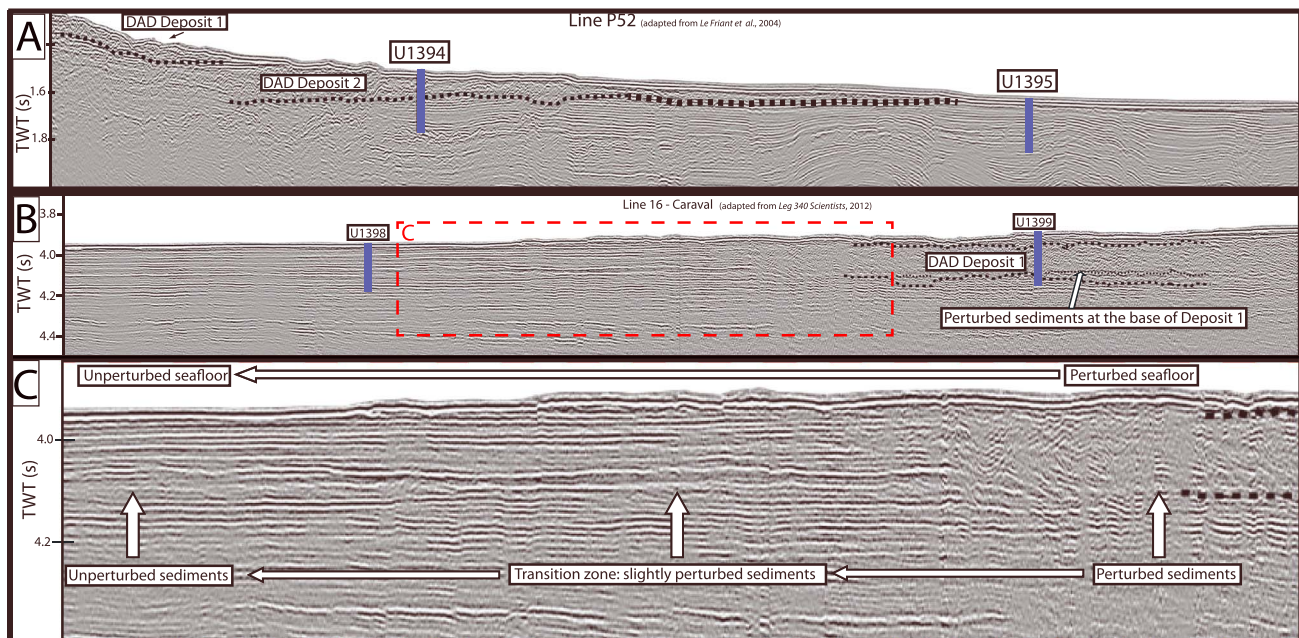 A
DAD Deposit 1
Line P52 (adapted from Le Friant et al., 2004)
U1394
DAD Deposit 2
U1395
TWT (s)
1.6
1.8
B
Line 16 - Caraval (adapted from Leg 340 Scientists, 2012)
3.8
U1398
C
U1399
TWT (s)
4.0
DAD Deposit 1
4.2
Perturbed sediments at the base of Deposit 1
4.4
C
Unperturbed seafloor
Perturbed seafloor
4.0
TWT (s)
4.2
Unperturbed sediments
Transition zone: slightly perturbed sediments
Perturbed sediments